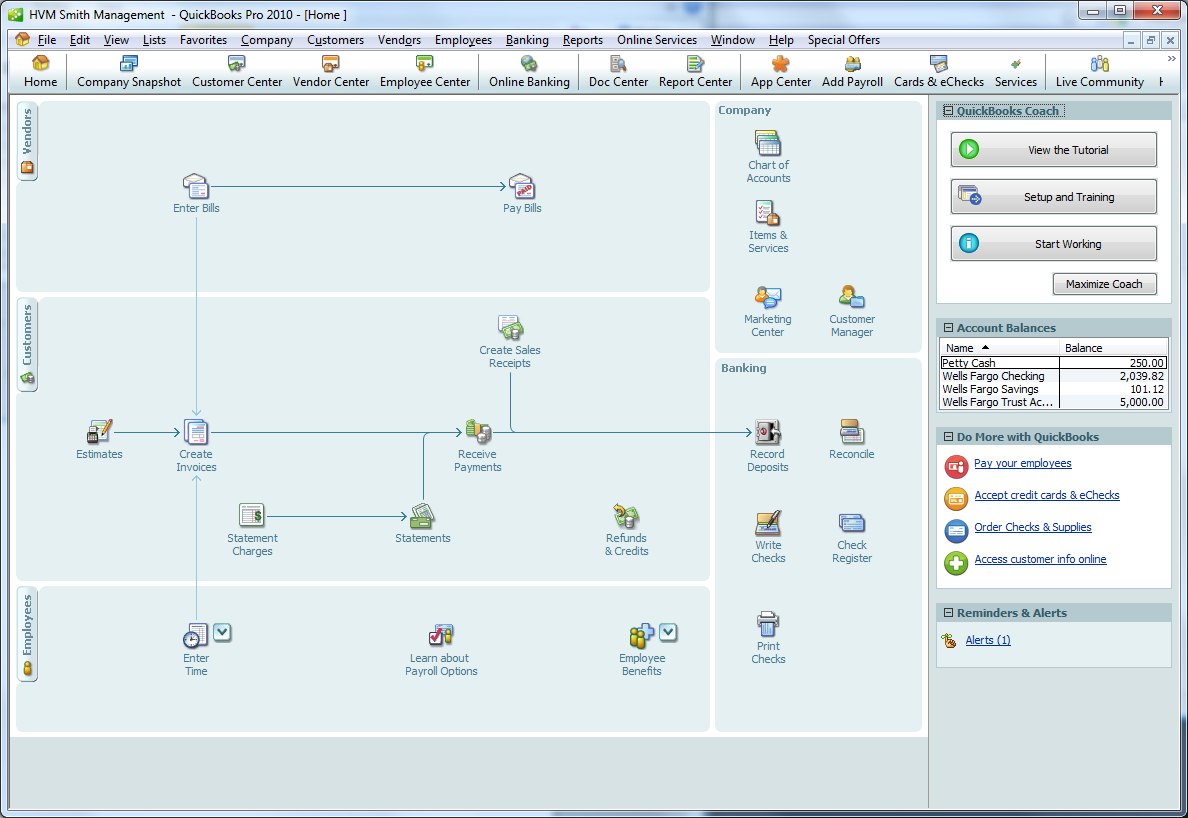 HVM Smith Management - QuickBooks Pro 2010 - [Home ]
File Edit View Lists Favorites Company Customers Vendors Employees Banking Reports Online Services Window Help Special Offers
Home Company Snapshot Customer Center Vendor Center Employee Center Online Banking Doc Center Report Center App Center Add Payroll Cards & eChecks Services Live Community
Vendors
Enter Bills
Pay Bills
Customers
Create Sales
Receipts
Estimates
Create
Invoices
Receive
Payments
Statement
Charges
Statements
Refunds
& Credits
Employees
Enter
Time
Learn about
Payroll Options
Employee
Benefits
Company
Chart of
Accounts
Items &
Services
Marketing
Center
Customer
Manager
Banking
Record
Deposits
Reconcile
Write
Checks
Check
Register
Print
Checks
QuickBooks Coach
View the Tutorial
Setup and Training
Start Working
Maximize Coach
Account Balances
Name Balance
Petty Cash 250.00
Wells Fargo Checking 2,039.82
Wells Fargo Savings 101.12
Wells Fargo Trust Ac... 5,000.00
Do More with QuickBooks
Pay your employees
Accept credit cards & eChecks
Order Checks & Supplies
Access customer info online
Reminders & Alerts
Alerts (1)